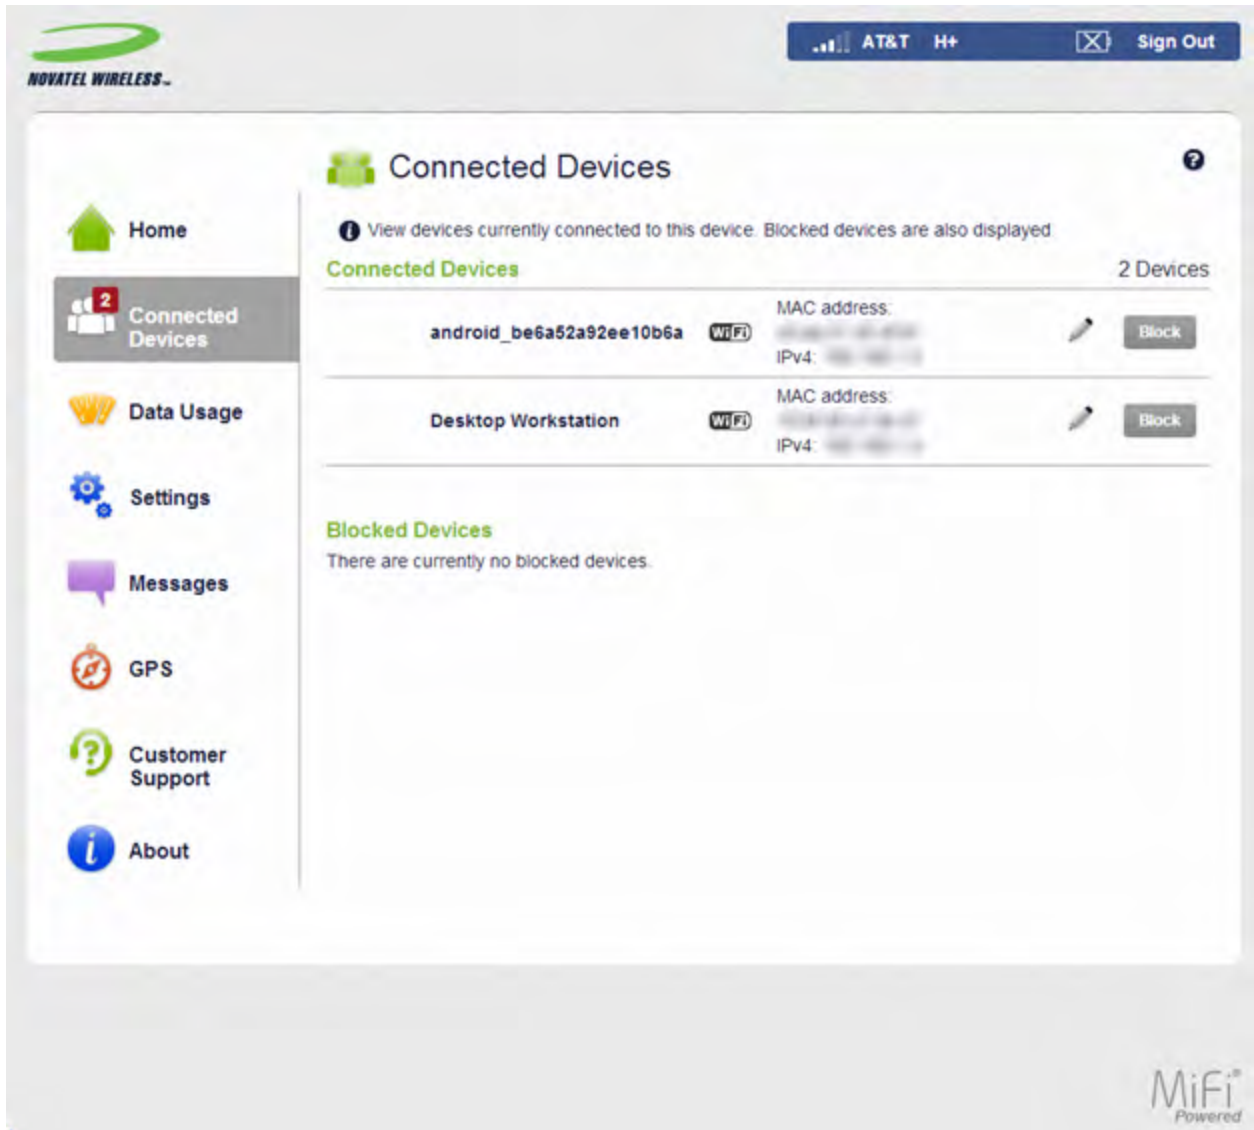 NOVATEL WIRELESS™
AT&T H+ Sign Out
Connected Devices
Home
View devices currently connected to this device. Blocked devices are also displayed
Connected Devices
2 Devices
2
Connected
Devices
android_be6a52a92ee10b6a
WiFi
MAC address:
IPv4:
Block
Data Usage
Desktop Workstation
WiFi
MAC address:
IPv4:
Block
Settings
Blocked Devices
There are currently no blocked devices.
Messages
GPS
Customer
Support
About
MiFi®
Powered